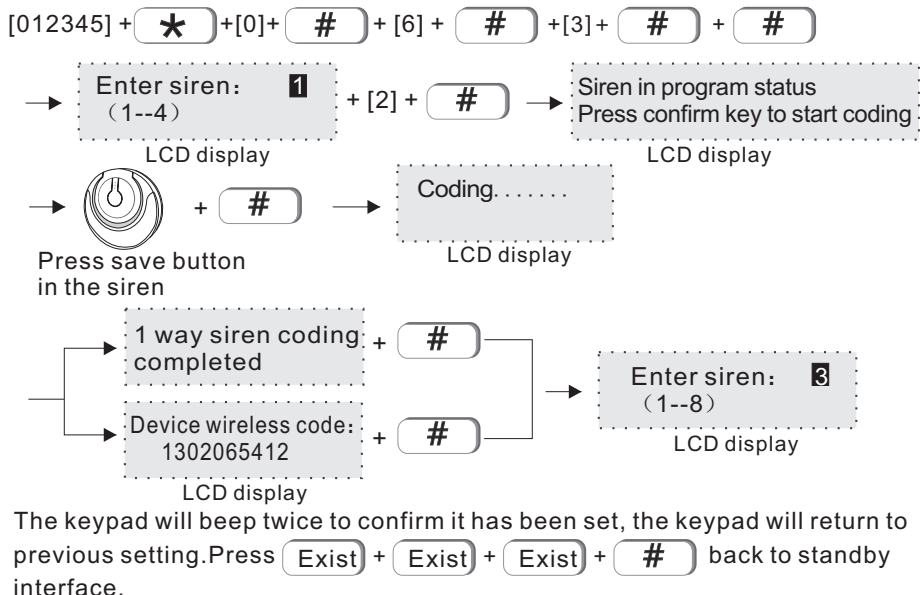 [012345] + * +[0]+ # + [6] + # +[3]+ # + #
Enter siren: 1
(1--4)
+ [2] + #
Siren in program status
Press confirm key to start coding
LCD display
LCD display
+ #
Coding.......
Press save button
in the siren
LCD display
1 way siren coding
completed
+ #
Device wireless code:
1302065412
+ #
LCD display
Enter siren: 3
(1--8)
LCD display
The keypad will beep twice to confirm it has been set, the keypad will return to
previous setting.Press Exist + Exist + Exist + # back to standby
interface.